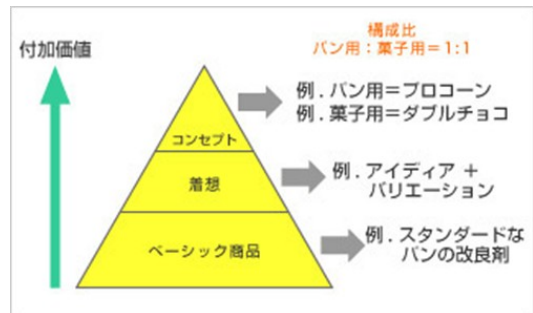 構成比
パン用：菓子用＝1:1
付加価値
例．パン用＝プロコーン
例．菓子用＝ダブルチョコ
コンセプト
着想
例．アイディア ＋
バリエーション
ベーシック商品
例．スタンダードな
パンの改良剤